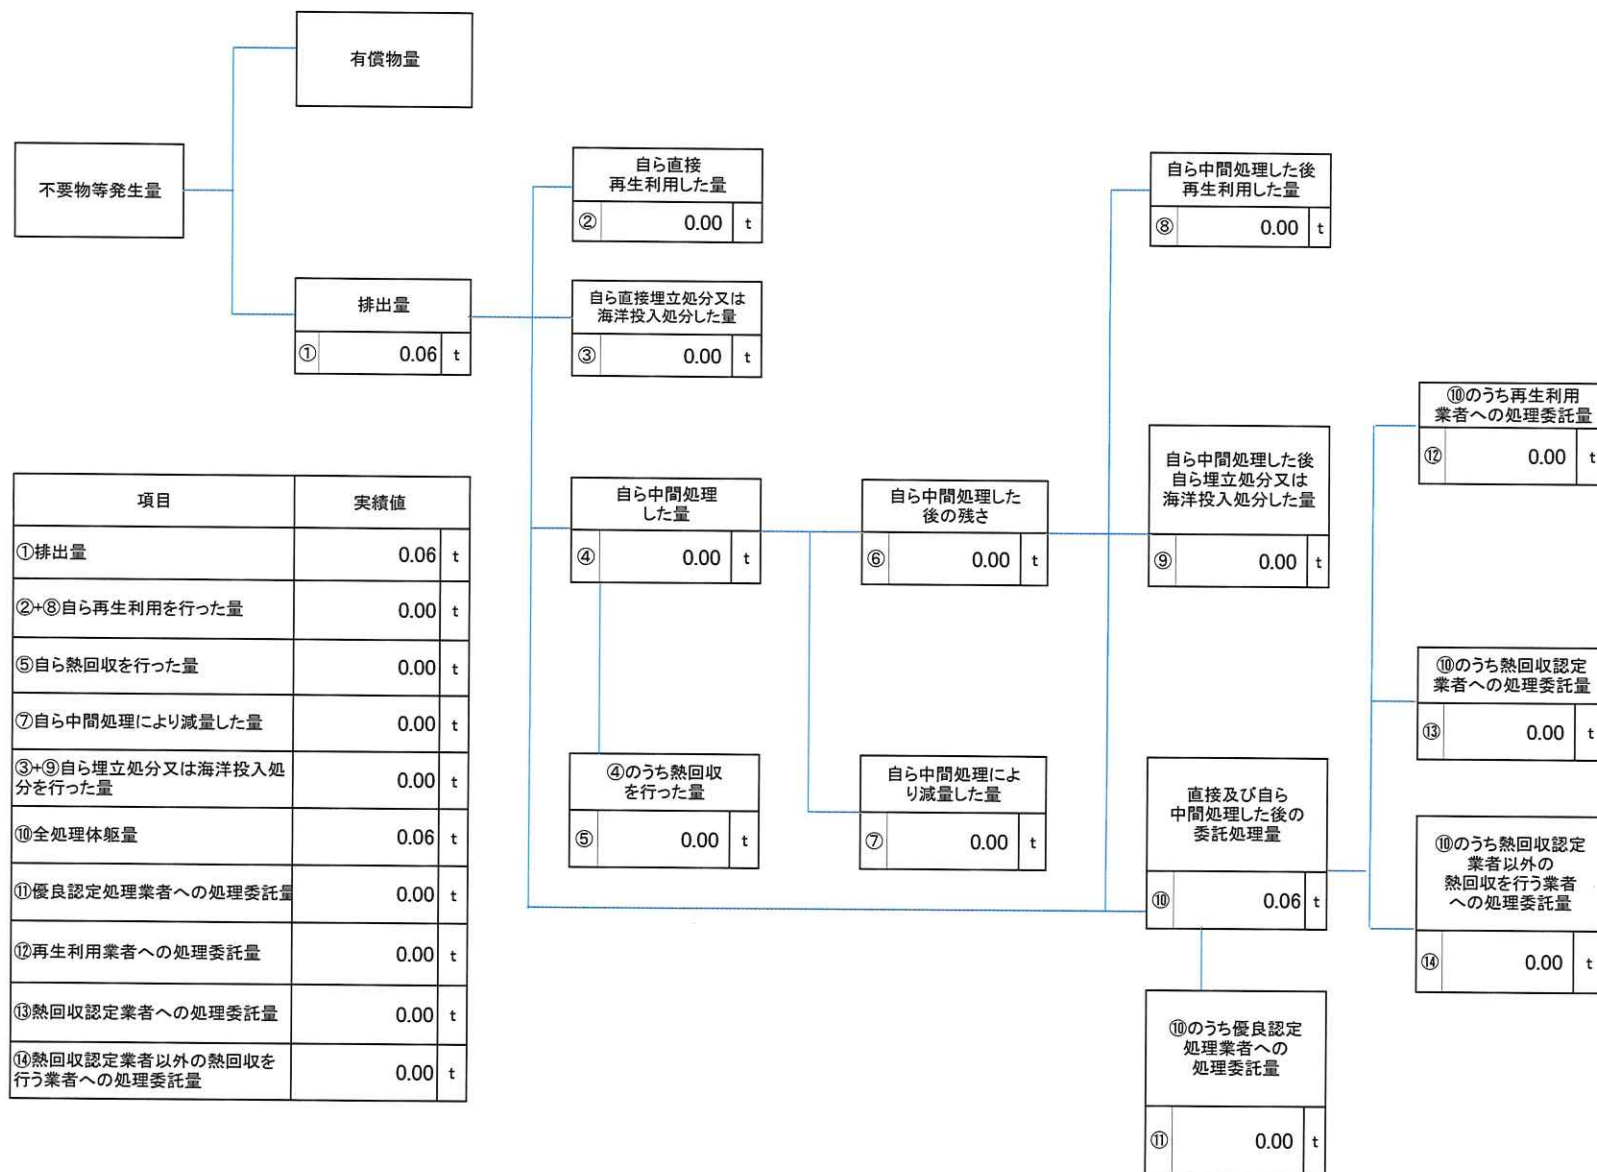 有償物量
不要物等発生量
排出量
① 0.06 t
自ら直接
再生利用した量
② 0.00 t
自ら直接埋立処分又は
海洋投入処分した量
③ 0.00 t
自ら中間処理
した量
④ 0.00 t
④のうち熱回収
を行った量
⑤ 0.00 t
自ら中間処理した
後の残さ
⑥ 0.00 t
自ら中間処理によ
り減量した量
⑦ 0.00 t
自ら中間処理した後
再生利用した量
⑧ 0.00 t
自ら中間処理した後
自ら埋立処分又は
海洋投入処分した量
⑨ 0.00 t
直接及び自ら
中間処理した後の
委託処理量
⑩ 0.06 t
⑩のうち優良認定
処理業者への
処理委託量
⑪ 0.00 t
⑩のうち再生利用
業者への処理委託量
⑫ 0.00 t
⑩のうち熱回収認定
業者への処理委託量
⑬ 0.00 t
⑩のうち熱回収認定
業者以外の
熱回収を行う業者
への処理委託量
⑭ 0.00 t
項目 実績値
①排出量 0.06 t
②+⑧自ら再生利用を行った量 0.00 t
⑤自ら熱回収を行った量 0.00 t
⑦自ら中間処理により減量した量 0.00 t
③+⑨自ら埋立処分又は海洋投入処
分を行った量 0.00 t
⑩全処理体躯量 0.06 t
⑪優良認定処理業者への処理委託量 0.00 t
⑫再生利用業者への処理委託量 0.00 t
⑬熱回収認定業者への処理委託量 0.00 t
⑭熱回収認定業者以外の熱回収を
行う業者への処理委託量 0.00 t